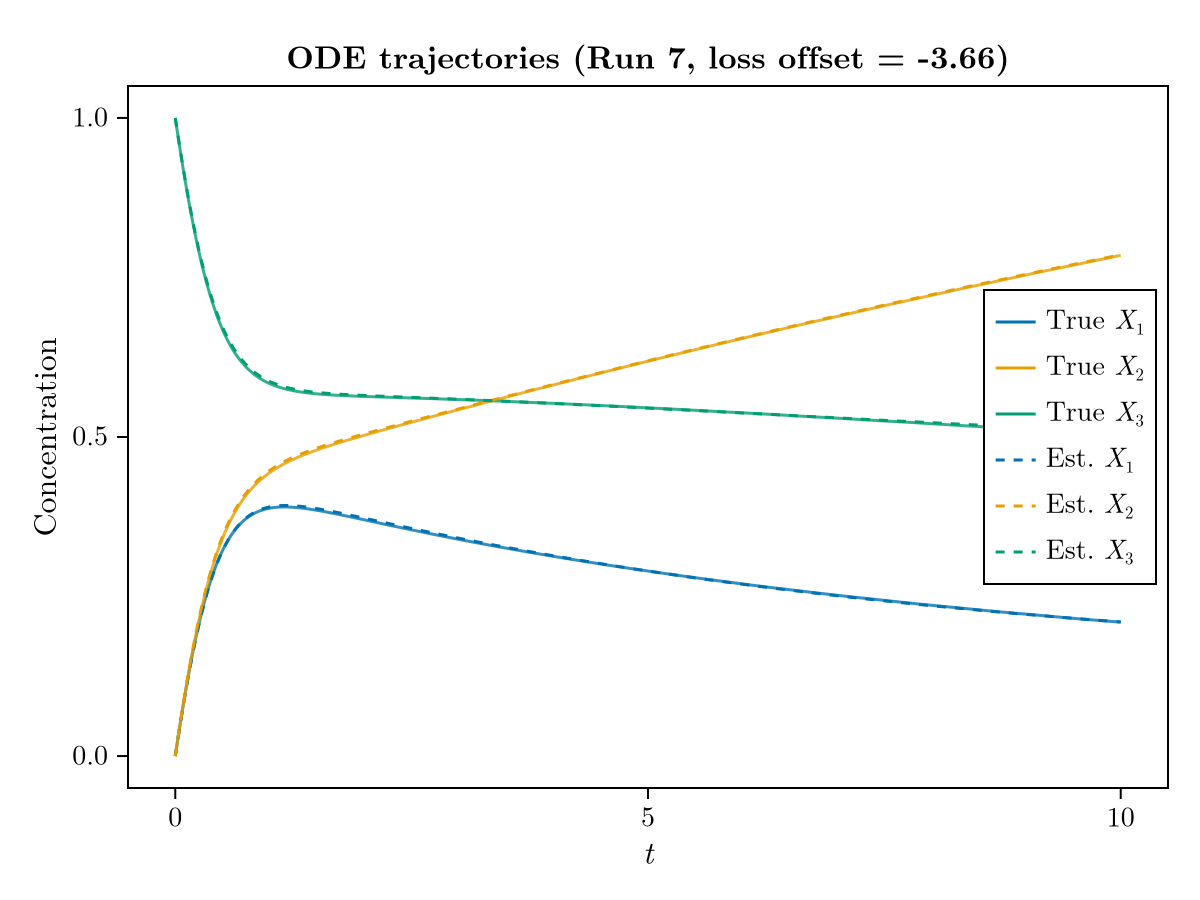 ODE trajectories (Run 7, loss offset = -3.66)
Concentration
1.0
0.5
0.0
0
5
10
t
True X₁
True X₂
True X₃
Est. X₁
Est. X₂
Est. X₃